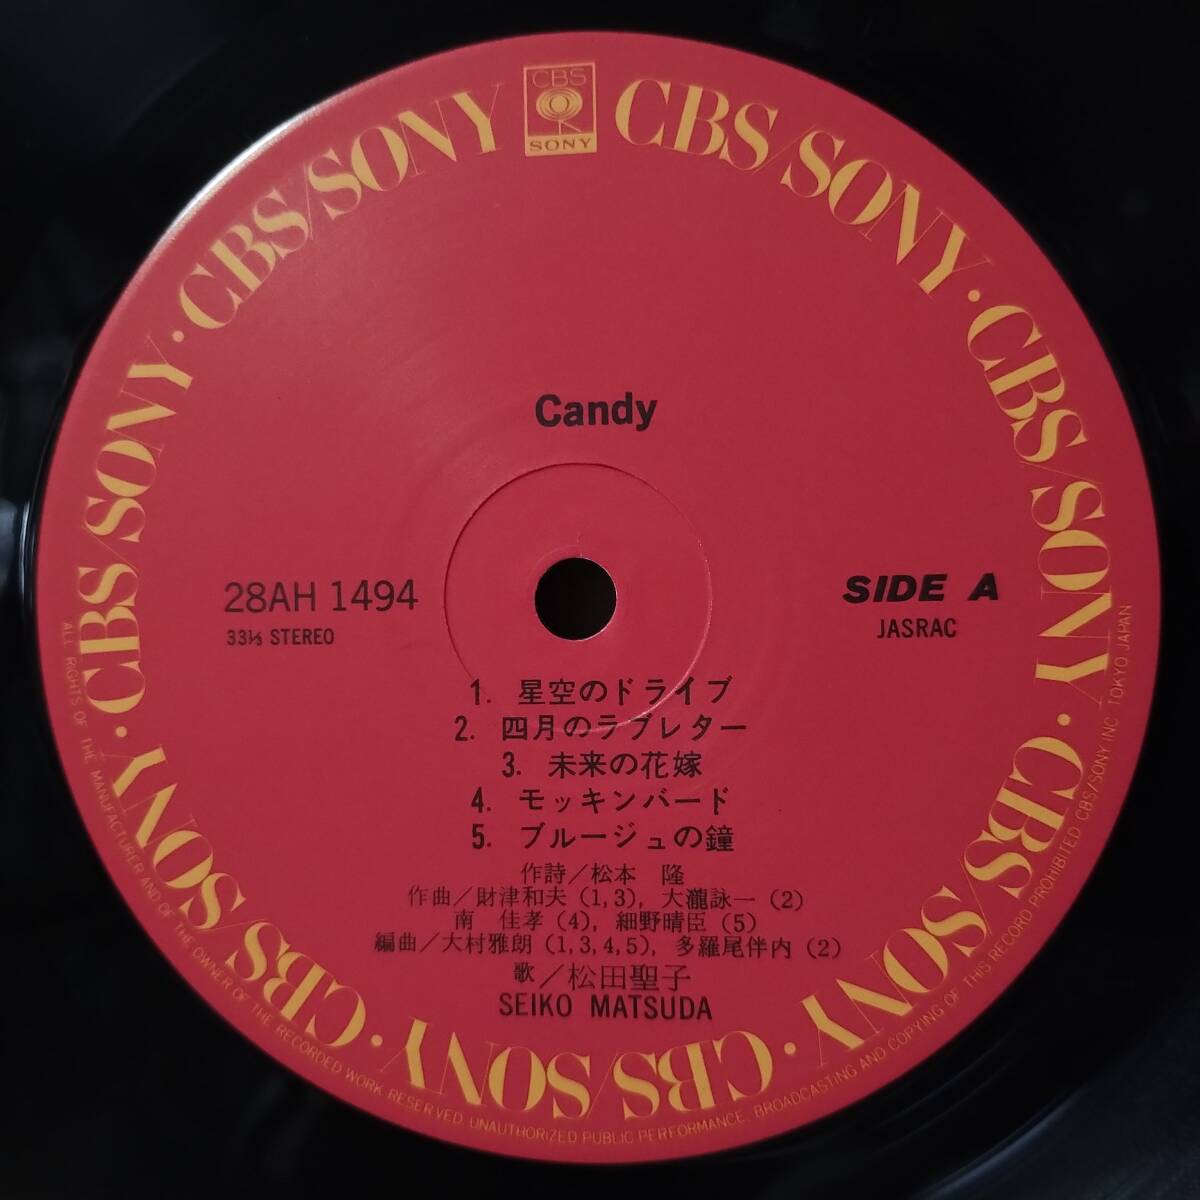 CBS
SONY
CBS/SONY · CBS/SONY · CBS/SONY · CBS/SONY · CBS/SONY · CBS/SONY · CBS/SONY · CBS/SONY
Candy
28AH 1494
33⅓ STEREO
SIDE A
JASRAC
1. 星空のドライブ
2. 四月のラブレター
3. 未来の花嫁
4. モッキンバード
5. ブルージュの鐘
作詩/松本 隆
作曲/財津和夫(1,3), 大瀧詠一(2)
南 佳孝(4), 細野晴臣(5)
編曲/大村雅朗(1,3,4,5), 多羅尾伴内(2)
歌/松田聖子
SEIKO MATSUDA
ALL RIGHTS OF THE MANUFACTURER AND OF THE OWNER OF THE RECORDED WORK RESERVED. UNAUTHORIZED PUBLIC PERFORMANCE, BROADCASTING AND COPYING OF THIS RECORD PROHIBITED CBS/SONY INC. TOKYO JAPAN